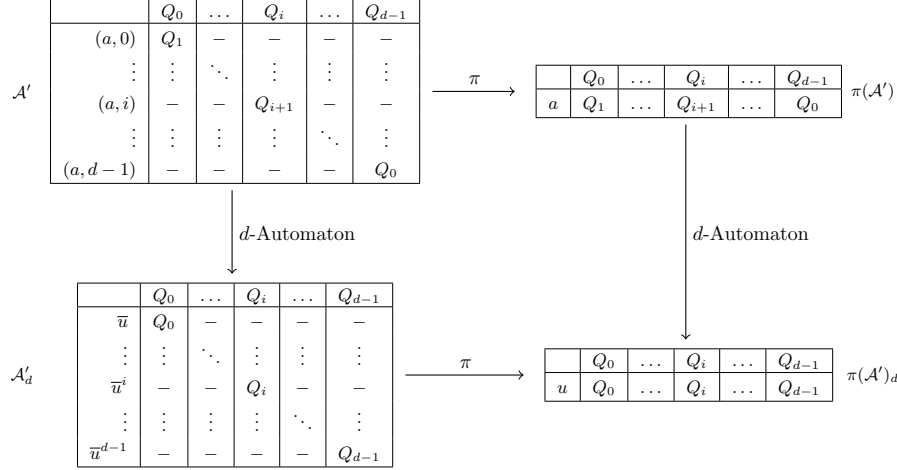 Q_0 … Q_i … Q_{d−1}
(a, 0) Q_1 − − − −
⋮ ⋮ ⋱ ⋮ ⋮ ⋮
𝒜′ (a, i) − − Q_{i+1} − −
⋮ ⋮ ⋮ ⋮ ⋱ ⋮
(a, d − 1) − − − − Q_0
π
Q_0 … Q_i … Q_{d−1}
a Q_1 … Q_{i+1} … Q_0
π(𝒜′)
d-Automaton
d-Automaton
Q_0 … Q_i … Q_{d−1}
u̅ Q_0 − − − −
⋮ ⋮ ⋱ ⋮ ⋮ ⋮
𝒜′_d u̅^i − − Q_i − −
⋮ ⋮ ⋮ ⋮ ⋱ ⋮
u̅^{d−1} − − − − Q_{d−1}
π
Q_0 … Q_i … Q_{d−1}
u Q_0 … Q_i … Q_{d−1}
π(𝒜′)_d